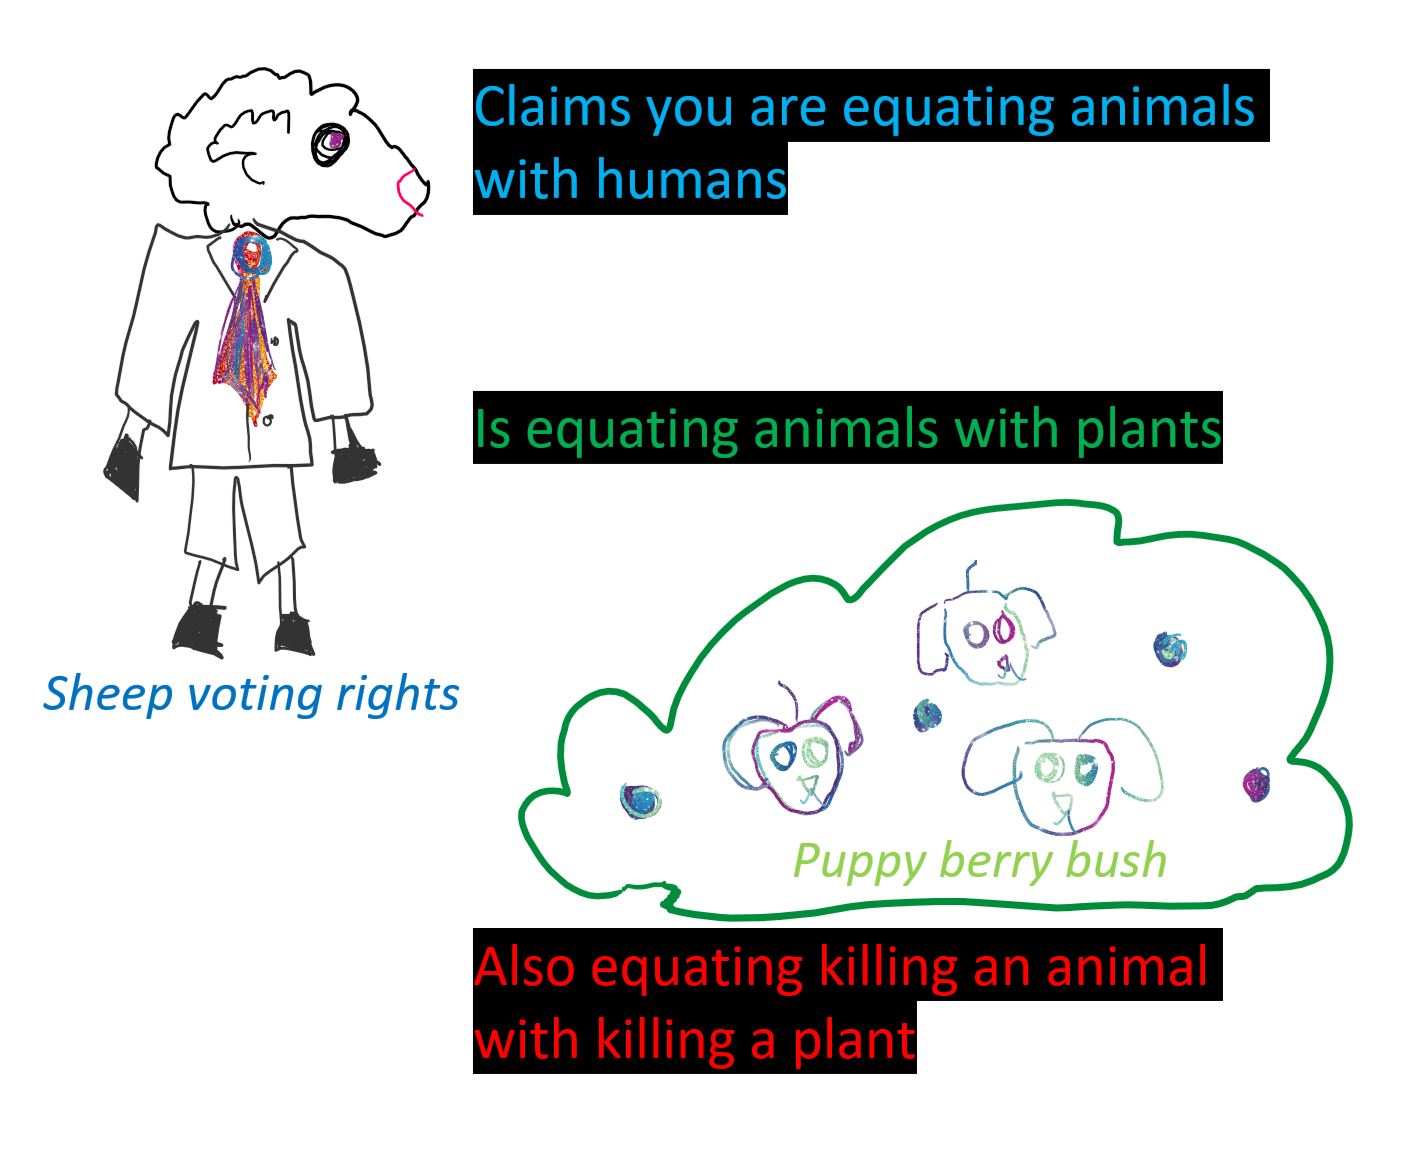 Claims you are equating animals
with humans
Is equating animals with plants
Sheep voting rights
Puppy berry bush
Also equating killing an animal
with killing a plant